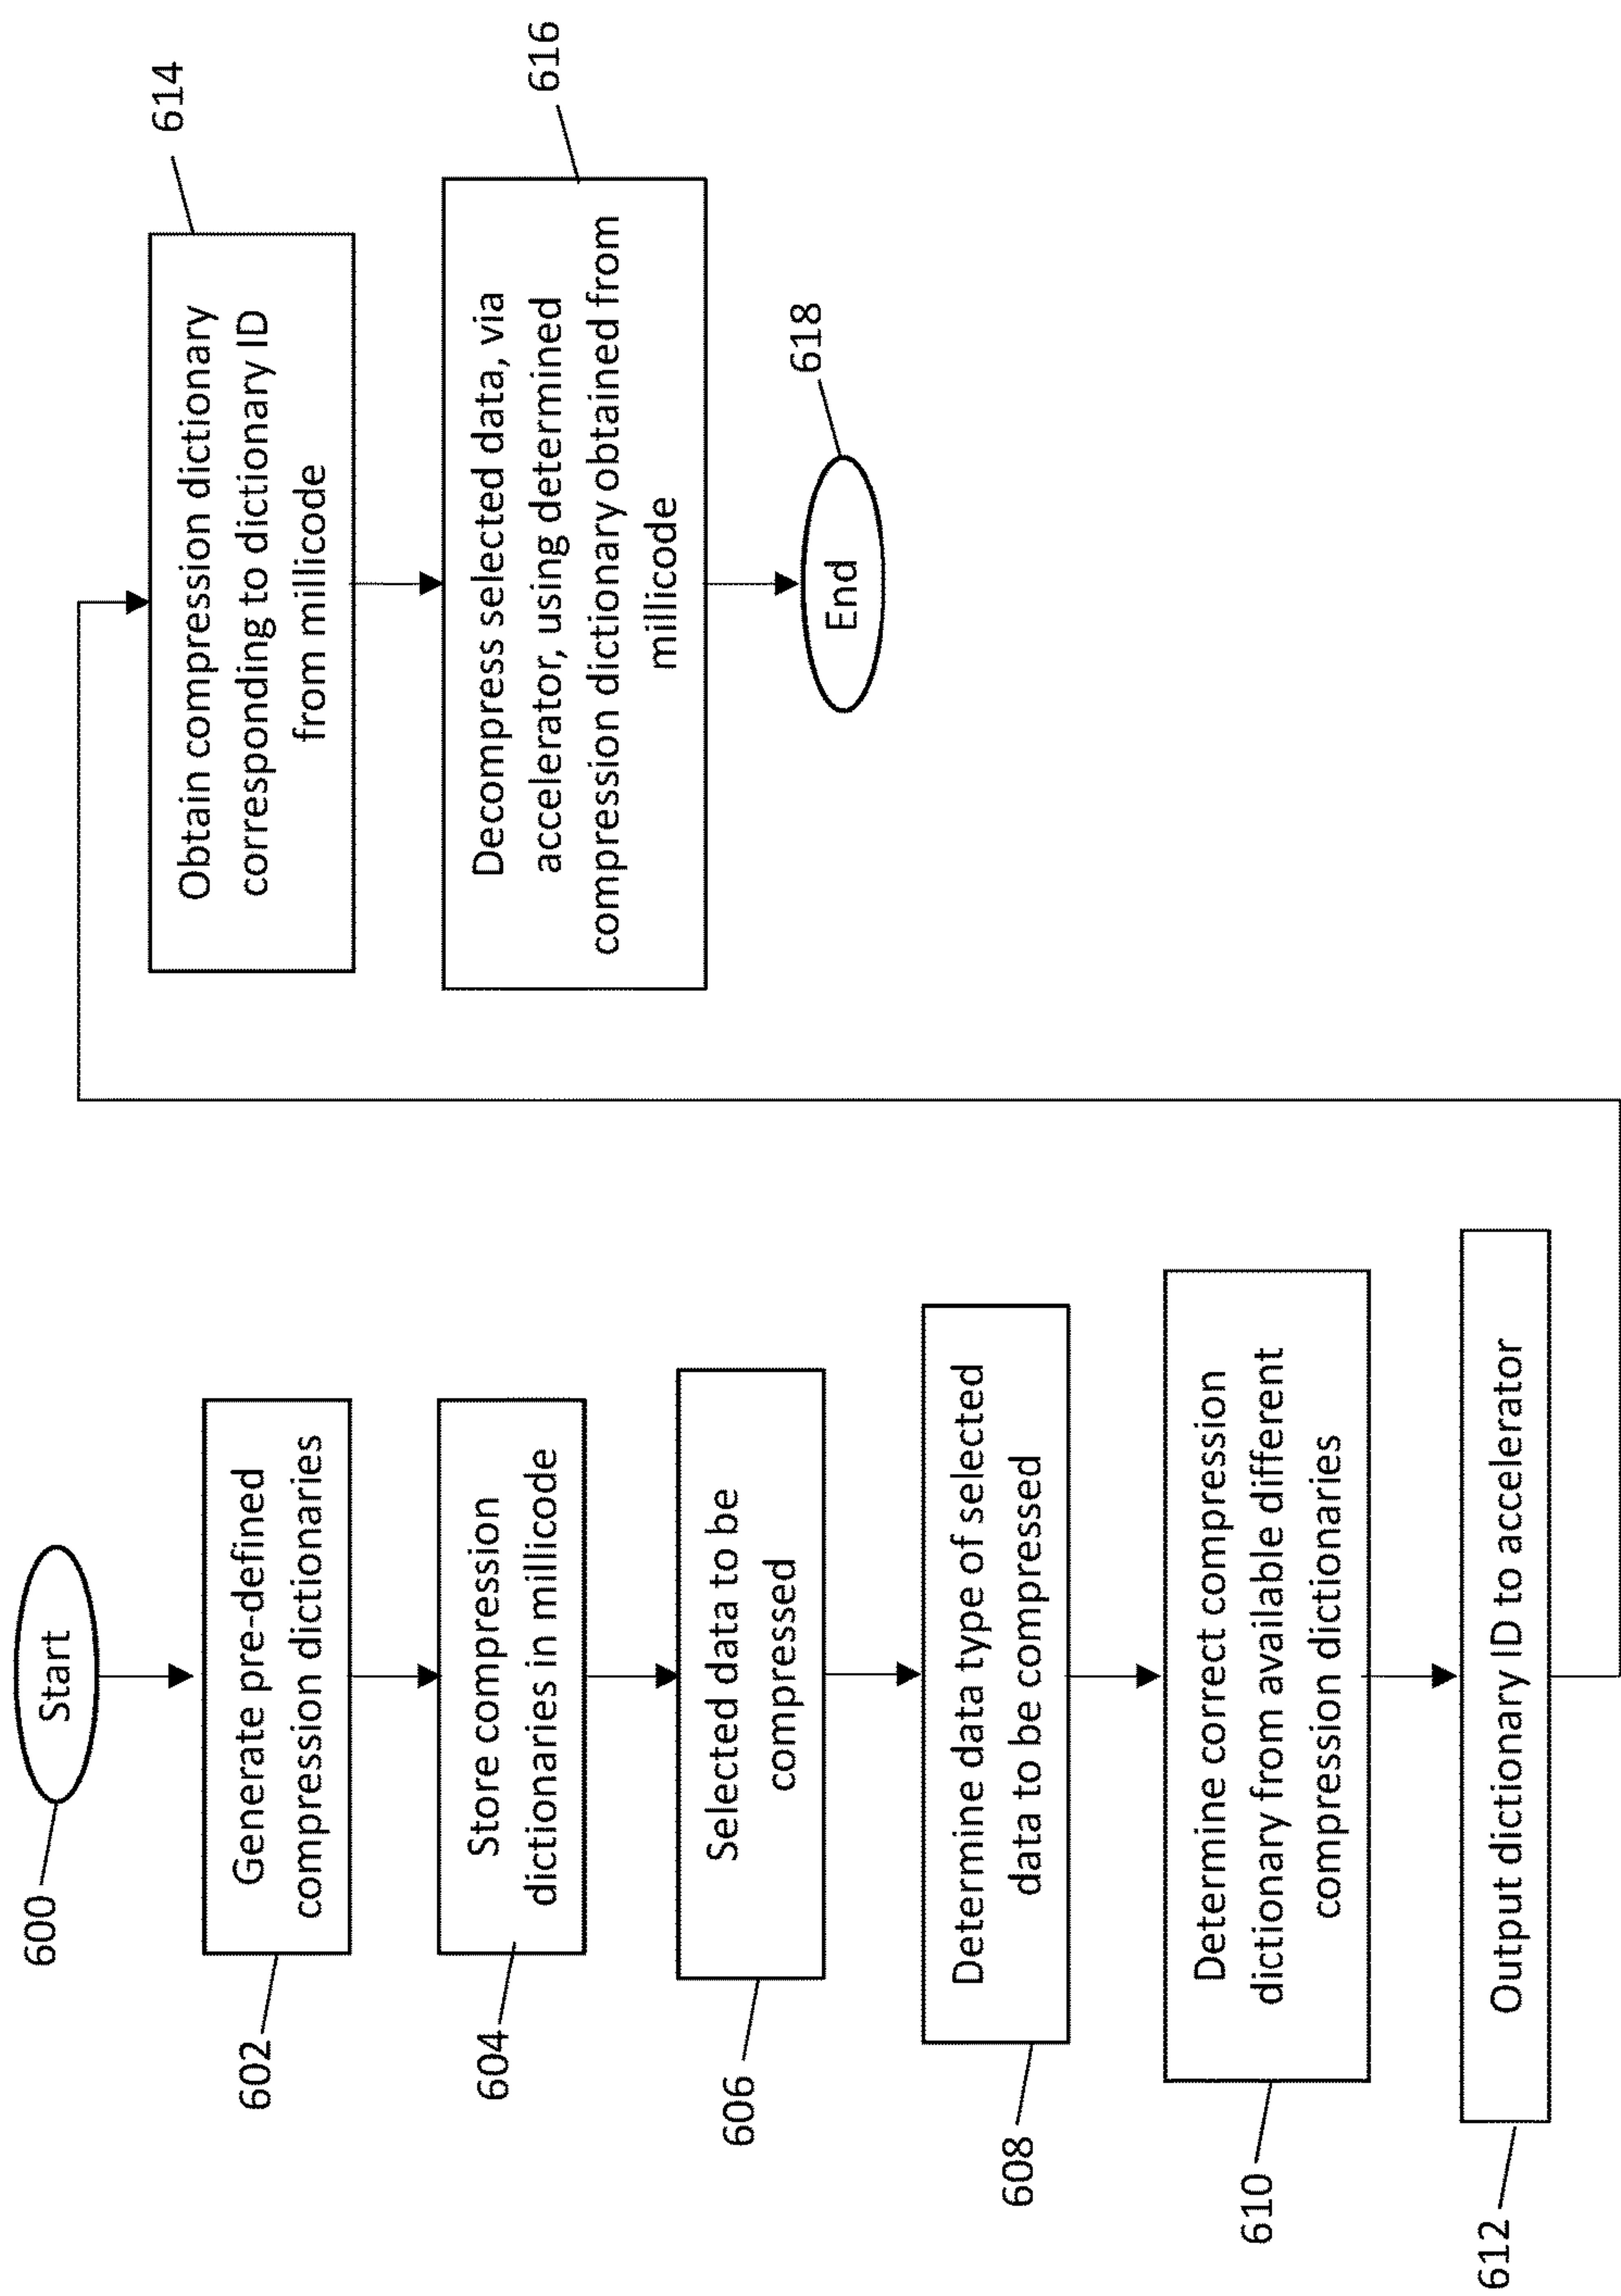 600
Start
602
Generate pre-defined
compression dictionaries
604
Store compression
dictionaries in millicode
606
Selected data to be
compressed
608
Determine data type of selected
data to be compressed
610
Determine correct compression
dictionary from available different
compression dictionaries
612
Output dictionary ID to accelerator
614
Obtain compression dictionary
corresponding to dictionary ID
from millicode
616
Decompress selected data, via
accelerator, using determined
compression dictionary obtained from
millicode
618
End